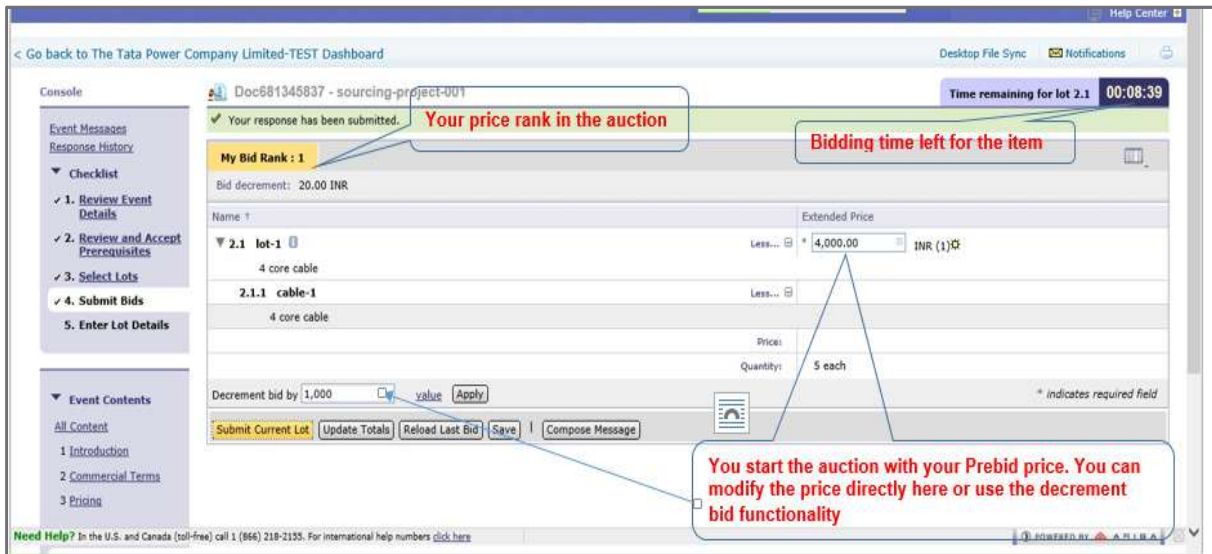 Help Center
< Go back to The Tata Power Company Limited-TEST Dashboard
Desktop File Sync Notifications
Console
Doc681345837 - sourcing-project-001
Time remaining for lot 2.1 00:08:39
Event Messages
Response History
Checklist
1. Review Event Details
2. Review and Accept Prerequisites
3. Select Lots
4. Submit Bids
5. Enter Lot Details
✓ Your response has been submitted.
Your price rank in the auction
Bidding time left for the item
My Bid Rank : 1
Bid decrement: 20.00 INR
Name ↑ Extended Price
2.1 lot-1 Less... * 4,000.00 INR (1)
4 core cable
2.1.1 cable-1 Less...
4 core cable
Price:
Quantity: 5 each
Decrement bid by 1,000 value Apply * indicates required field
Submit Current Lot Update Totals Reload Last Bid Save | Compose Message
You start the auction with your Prebid price. You can
modify the price directly here or use the decrement
bid functionality
Event Contents
All Content
1 Introduction
2 Commercial Terms
3 Pricing
Need Help? In the U.S. and Canada (toll-free) call 1 (866) 218-2155. For international help numbers click here
POWERED BY ARIBA